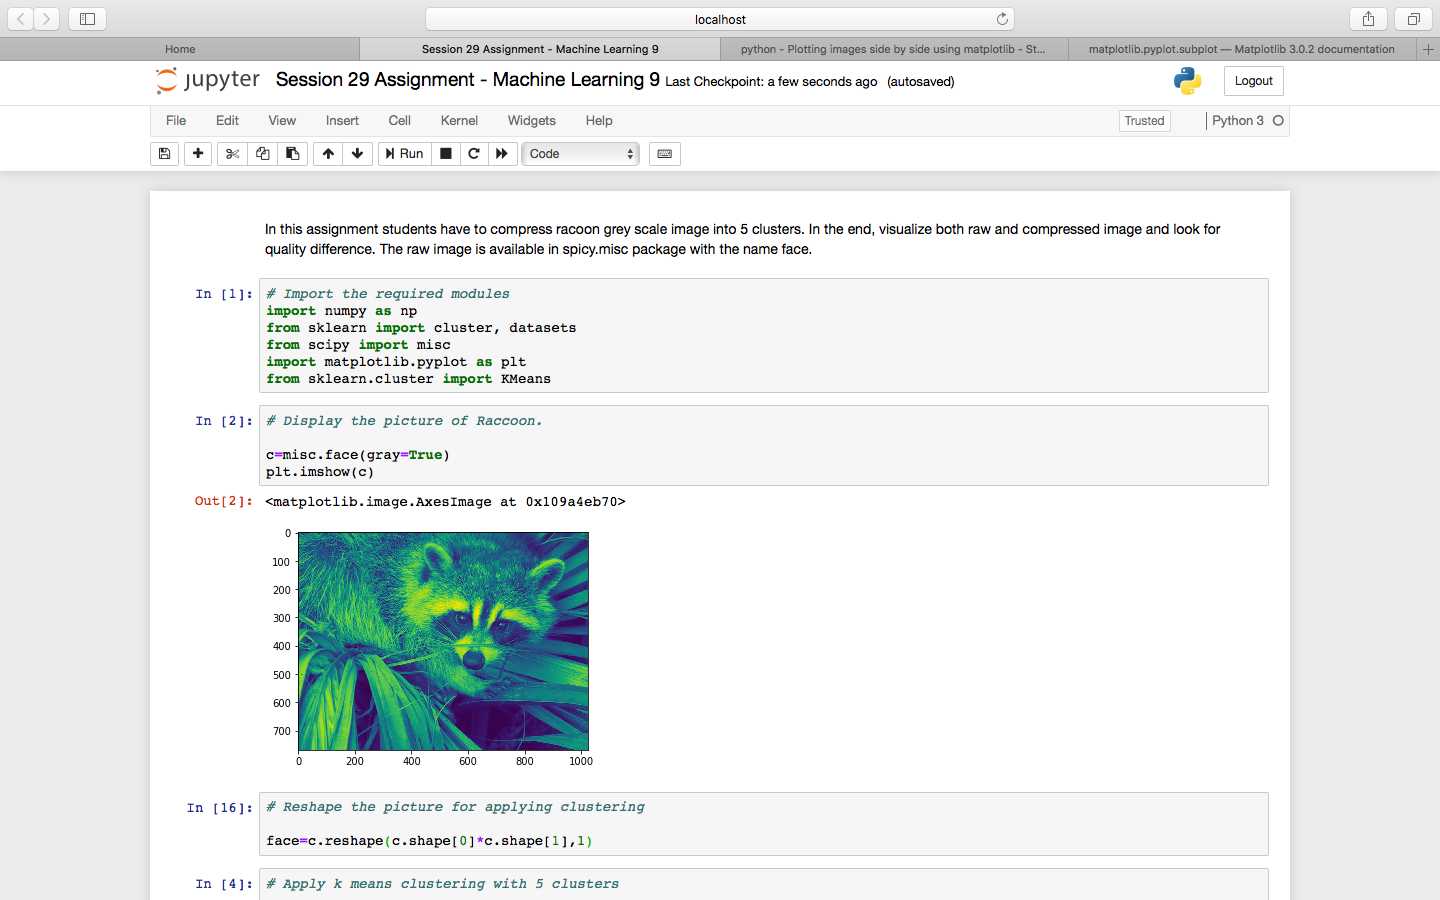 localhost
Home
Session 29 Assignment - Machine Learning 9
python - Plotting images side by side using matplotlib - St...
matplotlib.pyplot.subplot — Matplotlib 3.0.2 documentation
jupyter Session 29 Assignment - Machine Learning 9 Last Checkpoint: a few seconds ago (autosaved)
Logout
File Edit View Insert Cell Kernel Widgets Help
Trusted
Python 3
Run
Code
In this assignment students have to compress racoon grey scale image into 5 clusters. In the end, visualize both raw and compressed image and look for
quality difference. The raw image is available in spicy.misc package with the name face.
In [1]: # Import the required modules
import numpy as np
from sklearn import cluster, datasets
from scipy import misc
import matplotlib.pyplot as plt
from sklearn.cluster import KMeans
In [2]: # Display the picture of Raccoon.
c=misc.face(gray=True)
plt.imshow(c)
Out[2]: <matplotlib.image.AxesImage at 0x109a4eb70>
0
100
200
300
400
500
600
700
0 200 400 600 800 1000
In [16]: # Reshape the picture for applying clustering
face=c.reshape(c.shape[0]*c.shape[1],1)
In [4]: # Apply k means clustering with 5 clusters